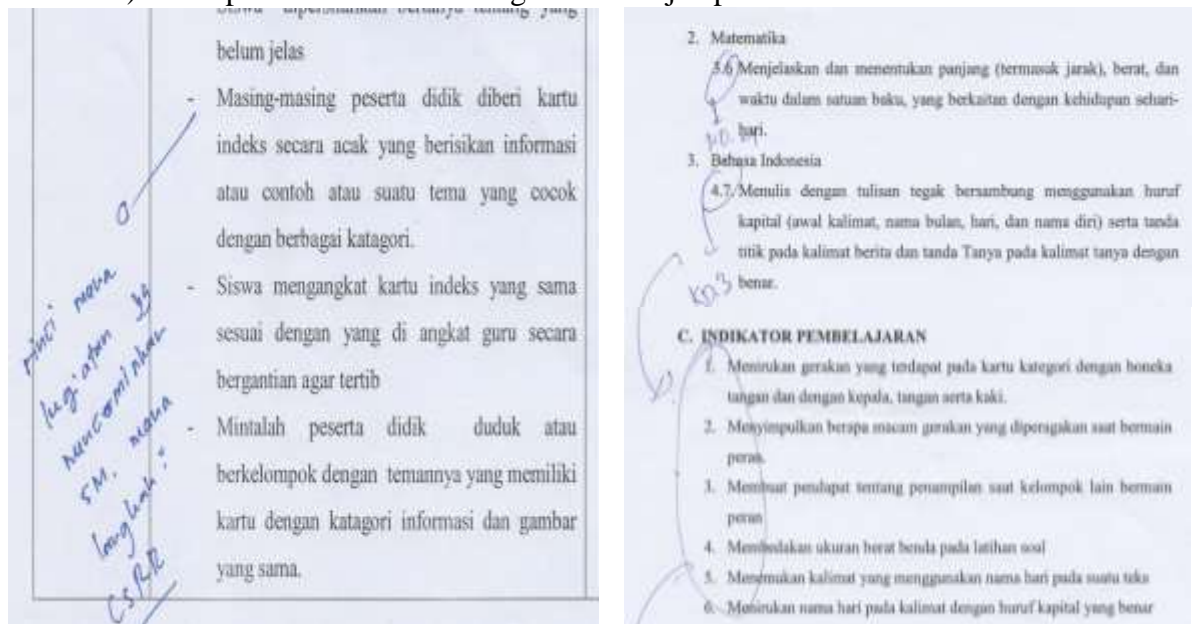 belum jelas
- Masing-masing peserta didik diberi kartu
indeks secara acak yang berisikan informasi
atau contoh atau suatu tema yang cocok
dengan berbagai katagori.
- Siswa mengangkat kartu indeks yang sama
sesuai dengan yang di angkat guru secara
bergantian agar tertib
- Mintalah peserta didik duduk atau
berkelompok dengan temannya yang memiliki
kartu dengan katagori informasi dan gambar
yang sama.
rinci mana
kegiatan yg
mencerminkan
SM. mana
langkah
2. Matematika
3.6 Menjelaskan dan menentukan panjang (termasuk jarak), berat, dan
waktu dalam satuan baku, yang berkaitan dengan kehidupan sehari-
hari.
3. Bahasa Indonesia
4.7. Menulis dengan tulisan tegak bersambung menggunakan huruf
kapital (awal kalimat, nama bulan, hari, dan nama diri) serta tanda
titik pada kalimat berita dan tanda Tanya pada kalimat tanya dengan
benar.
KD3
C. INDIKATOR PEMBELAJARAN
1. Menirukan gerakan yang terdapat pada kartu kategori dengan boneka
tangan dan dengan kepala, tangan serta kaki.
2. Menyimpulkan berapa macam gerakan yang diperagakan saat bermain
peran.
3. Membuat pendapat tentang penampilan saat kelompok lain bermain
peran
4. Membedakan ukuran berat benda pada latihan soal
5. Menemukan kalimat yang menggunakan nama hari pada suatu teks
6. Menirukan nama hari pada kalimat dengan huruf kapital yang benar